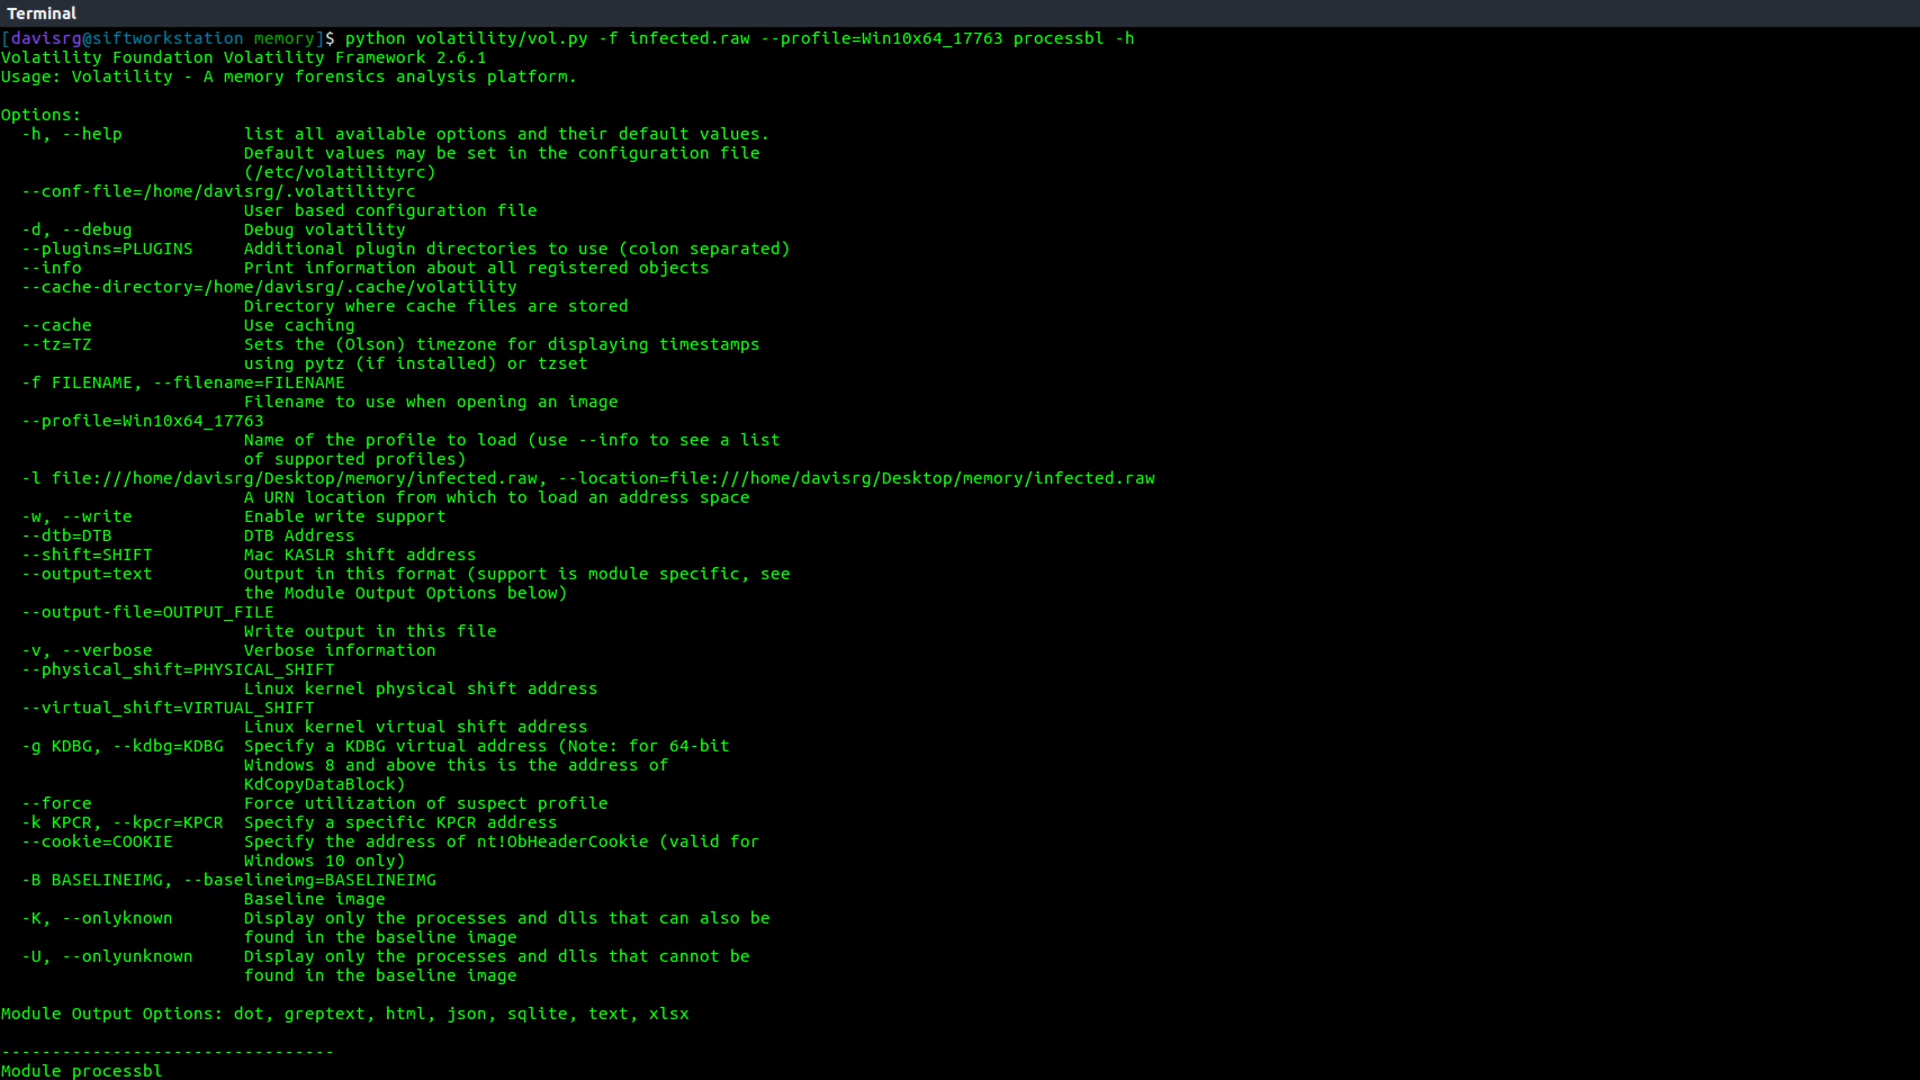 Terminal
[davisrg@siftworkstation memory]$ python volatility/vol.py -f infected.raw --profile=Win10x64_17763 processbl -h
Volatility Foundation Volatility Framework 2.6.1
Usage: Volatility - A memory forensics analysis platform.
Options:
-h, --help list all available options and their default values.
Default values may be set in the configuration file
(/etc/volatilityrc)
--conf-file=/home/davisrg/.volatilityrc
User based configuration file
-d, --debug Debug volatility
--plugins=PLUGINS Additional plugin directories to use (colon separated)
--info Print information about all registered objects
--cache-directory=/home/davisrg/.cache/volatility
Directory where cache files are stored
--cache Use caching
--tz=TZ Sets the (Olson) timezone for displaying timestamps
using pytz (if installed) or tzset
-f FILENAME, --filename=FILENAME
Filename to use when opening an image
--profile=Win10x64_17763
Name of the profile to load (use --info to see a list
of supported profiles)
-l file:///home/davisrg/Desktop/memory/infected.raw, --location=file:///home/davisrg/Desktop/memory/infected.raw
A URN location from which to load an address space
-w, --write Enable write support
--dtb=DTB DTB Address
--shift=SHIFT Mac KASLR shift address
--output=text Output in this format (support is module specific, see
the Module Output Options below)
--output-file=OUTPUT_FILE
Write output in this file
-v, --verbose Verbose information
--physical_shift=PHYSICAL_SHIFT
Linux kernel physical shift address
--virtual_shift=VIRTUAL_SHIFT
Linux kernel virtual shift address
-g KDBG, --kdbg=KDBG Specify a KDBG virtual address (Note: for 64-bit
Windows 8 and above this is the address of
KdCopyDataBlock)
--force Force utilization of suspect profile
-k KPCR, --kpcr=KPCR Specify a specific KPCR address
--cookie=COOKIE Specify the address of nt!ObHeaderCookie (valid for
Windows 10 only)
-B BASELINEIMG, --baselineimg=BASELINEIMG
Baseline image
-K, --onlyknown Display only the processes and dlls that can also be
found in the baseline image
-U, --onlyunknown Display only the processes and dlls that cannot be
found in the baseline image
Module Output Options: dot, greptext, html, json, sqlite, text, xlsx
---------------------------------
Module processbl